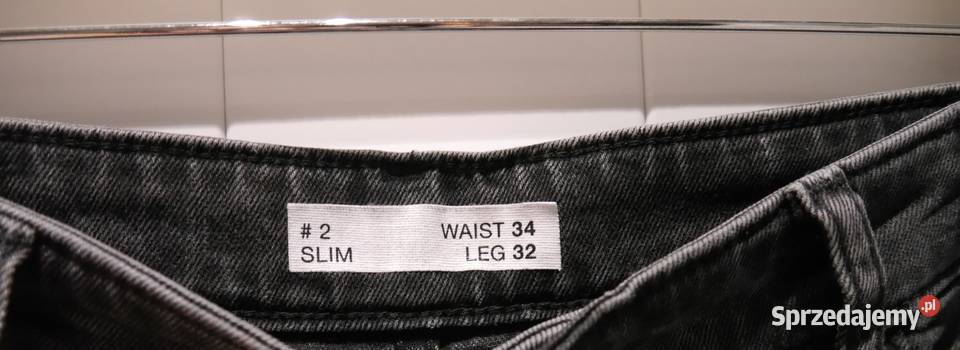 # 2 WAIST 34
SLIM LEG 32
Sprzedajemy.pl